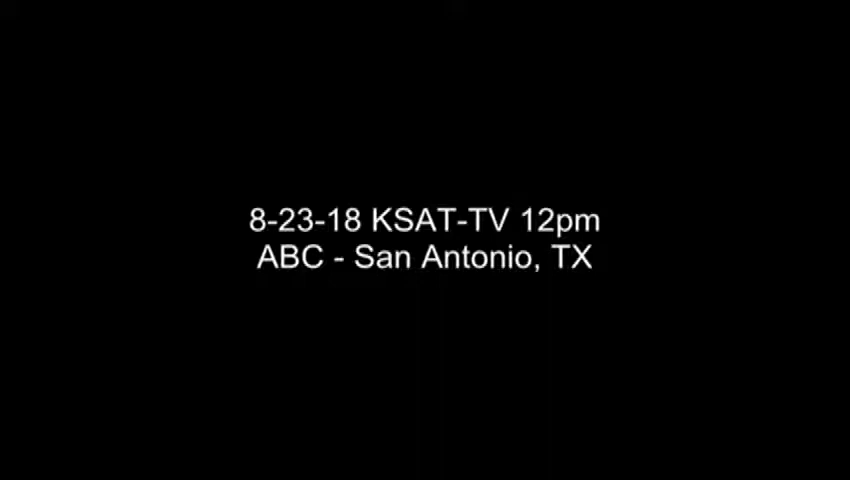 8-23-18 KSAT-TV 12pm
ABC - San Antonio, TX